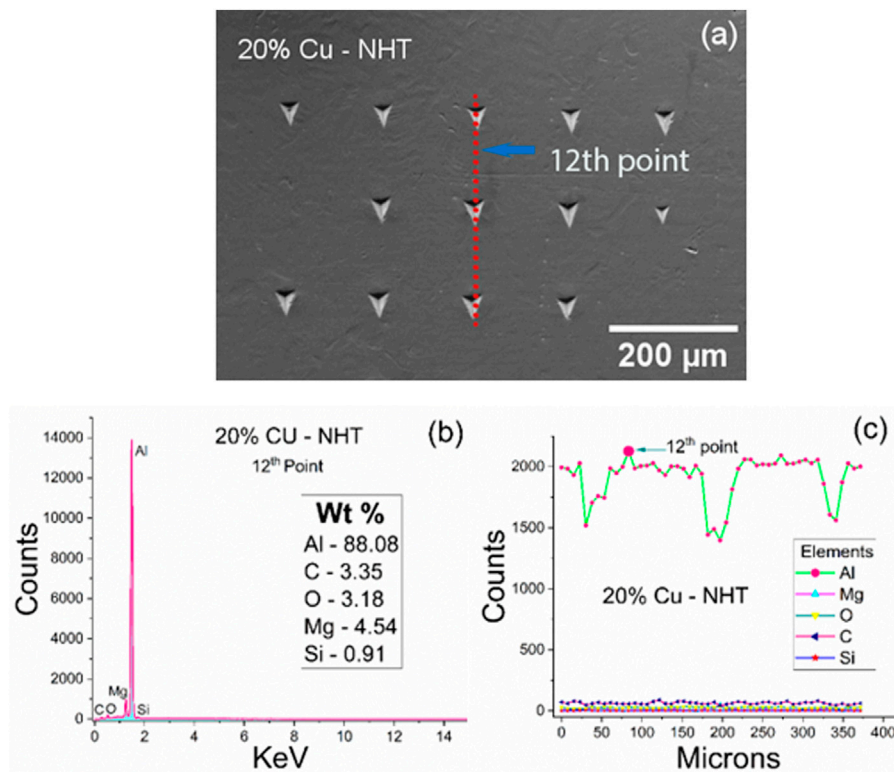 20% Cu - NHT
(a)
12th point
200 µm
(b)
20% CU - NHT
12th Point
Wt %
Al - 88.08
C - 3.35
O - 3.18
Mg - 4.54
Si - 0.91
Al
Mg
C O
Si
Counts
14000
12000
10000
8000
6000
4000
2000
0
0 2 4 6 8 10 12 14
KeV
(c)
12th point
20% Cu - NHT
Elements
Al
Mg
O
C
Si
Counts
2000
1500
1000
500
0
0 50 100 150 200 250 300 350 400
Microns